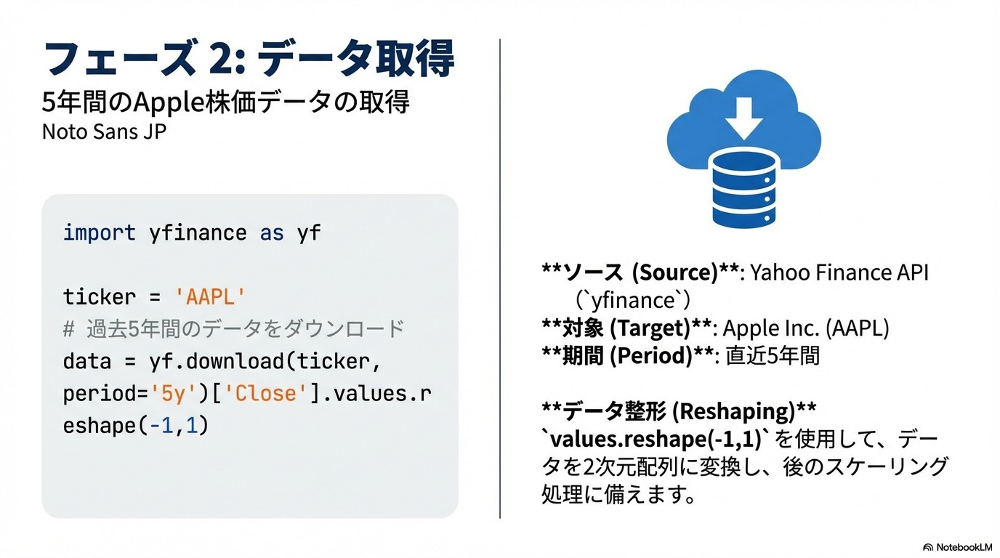 フェーズ 2: データ取得
5年間のApple株価データの取得
Noto Sans JP
import yfinance as yf
ticker = 'AAPL'
# 過去5年間のデータをダウンロード
data = yf.download(ticker,
period='5y')['Close'].values.r
eshape(-1,1)
**ソース (Source)**: Yahoo Finance API
（`yfinance`）
**対象 (Target)**: Apple Inc. (AAPL)
**期間 (Period)**: 直近5年間
**データ整形 (Reshaping)**
`values.reshape(-1,1)`を使用して、デー
タを2次元配列に変換し、後のスケーリング
処理に備えます。
NotebookLM